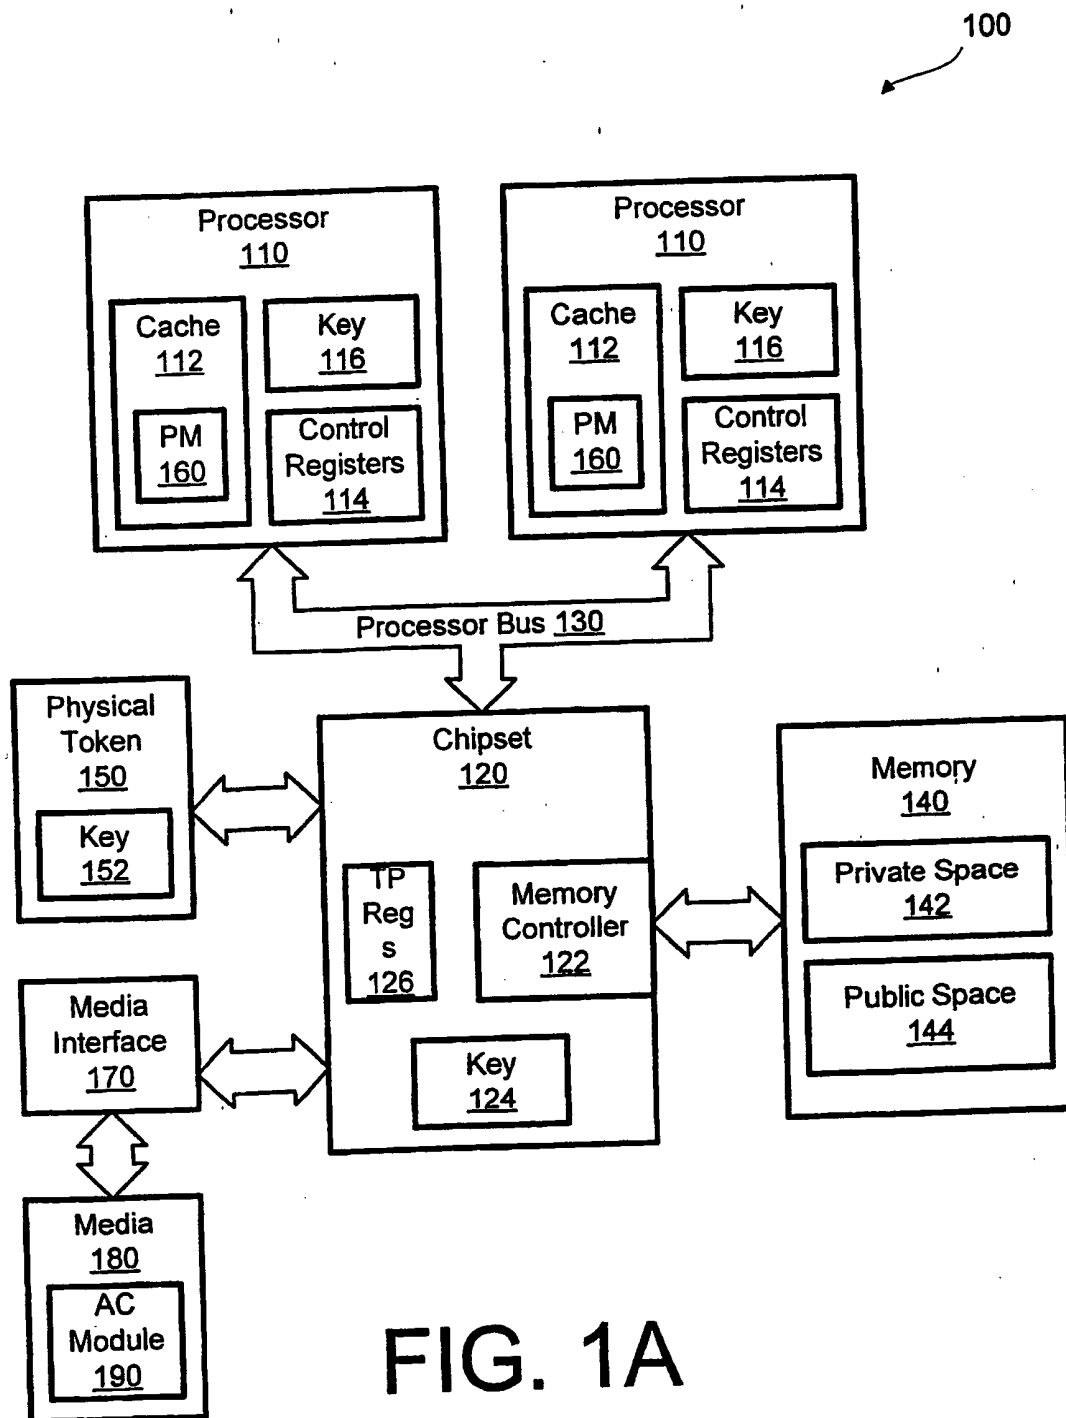 100
Processor
110
Cache
112
PM
160
Key
116
Control
Registers
114
Processor
110
Cache
112
PM
160
Key
116
Control
Registers
114
Processor Bus 130
Physical
Token
150
Key
152
Chipset
120
TP
Reg
s
126
Memory
Controller
122
Key
124
Memory
140
Private Space
142
Public Space
144
Media
Interface
170
Media
180
AC
Module
190
FIG. 1A